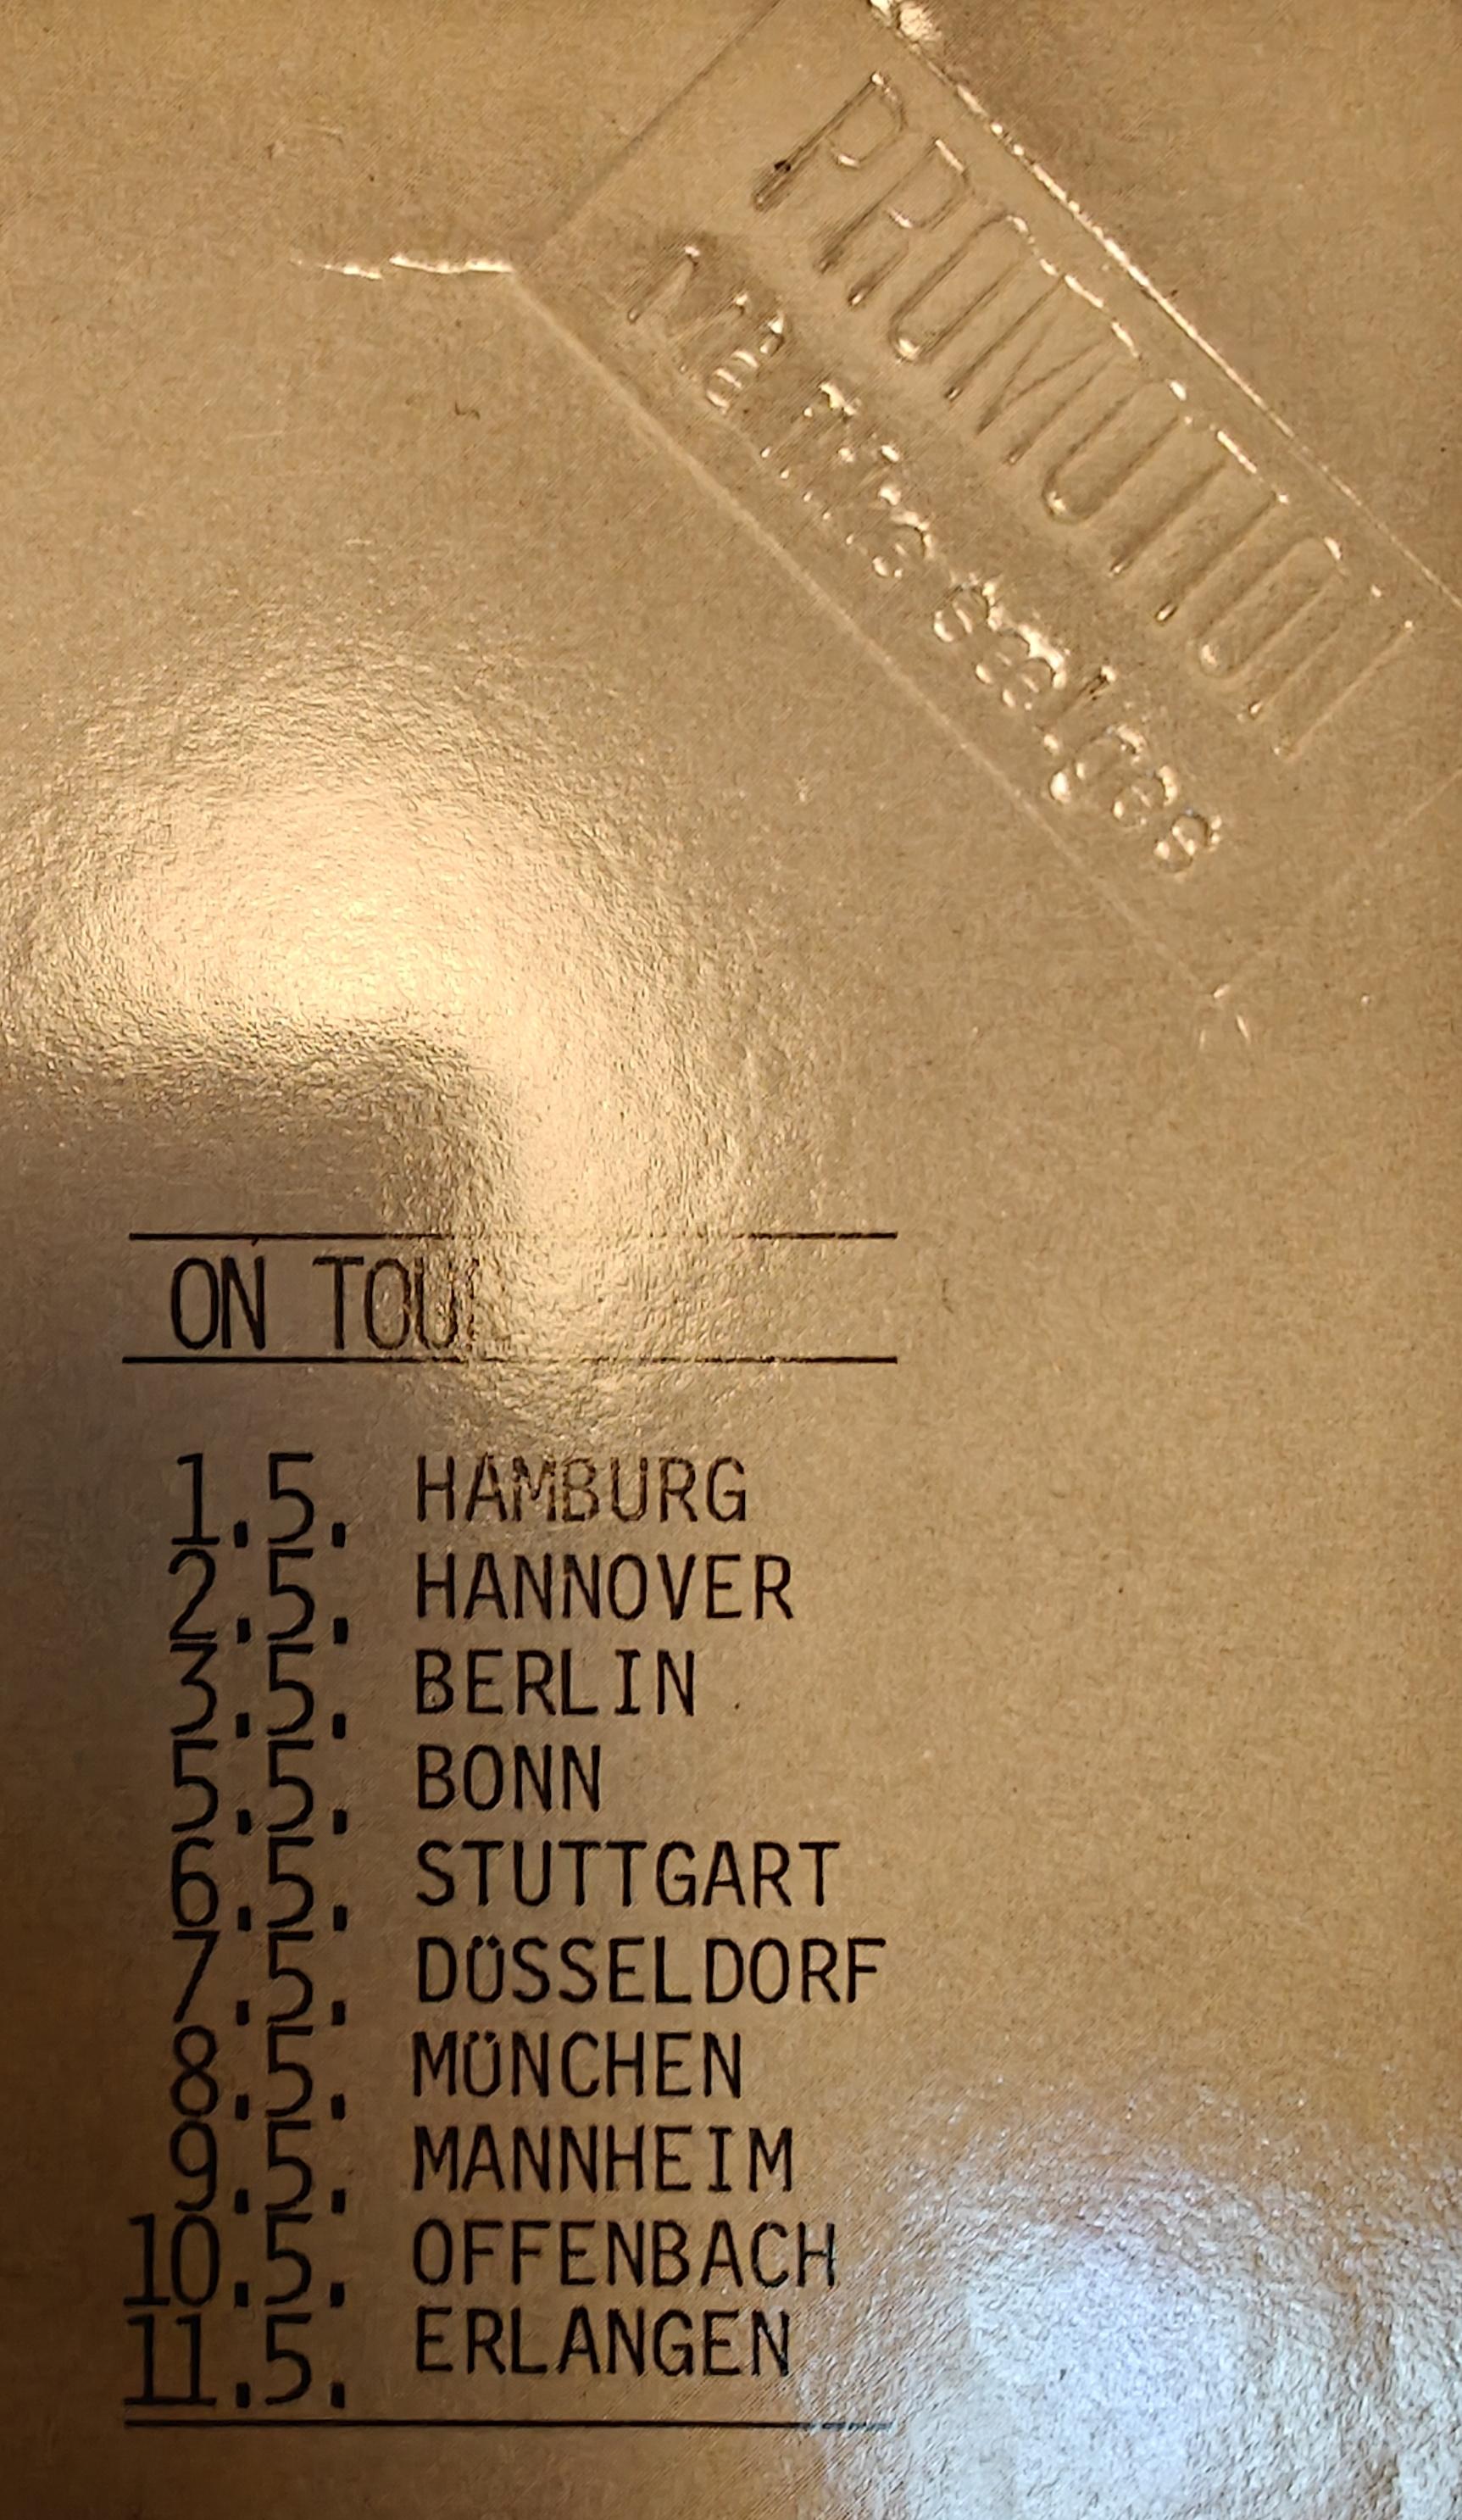 PROMOTION
ON TOUR
1.5. HAMBURG
2.5. HANNOVER
3.5. BERLIN
5.5. BONN
6.5. STUTTGART
7.5. DÜSSELDORF
8.5. MÜNCHEN
9.5. MANNHEIM
10.5. OFFENBACH
11.5. ERLANGEN